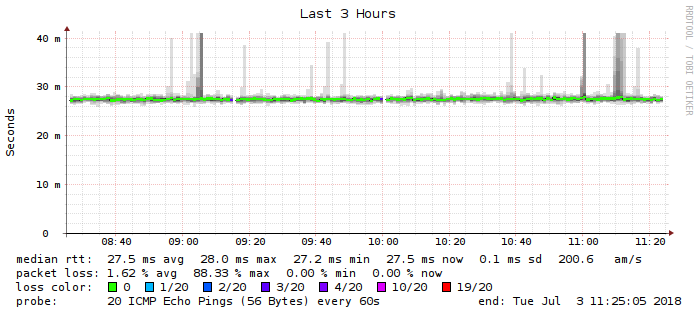 Last 3 Hours
RRDTOOL / TOBI OETIKER
Seconds
40 m
30 m
20 m
10 m
0
08:40 09:00 09:20 09:40 10:00 10:20 10:40 11:00 11:20
median rtt: 27.5 ms avg 28.0 ms max 27.2 ms min 27.5 ms now 0.1 ms sd 200.6 am/s
packet loss: 1.62 % avg 88.33 % max 0.00 % min 0.00 % now
loss color: 0 1/20 2/20 3/20 4/20 10/20 19/20
probe: 20 ICMP Echo Pings (56 Bytes) every 60s end: Tue Jul 3 11:25:05 2018